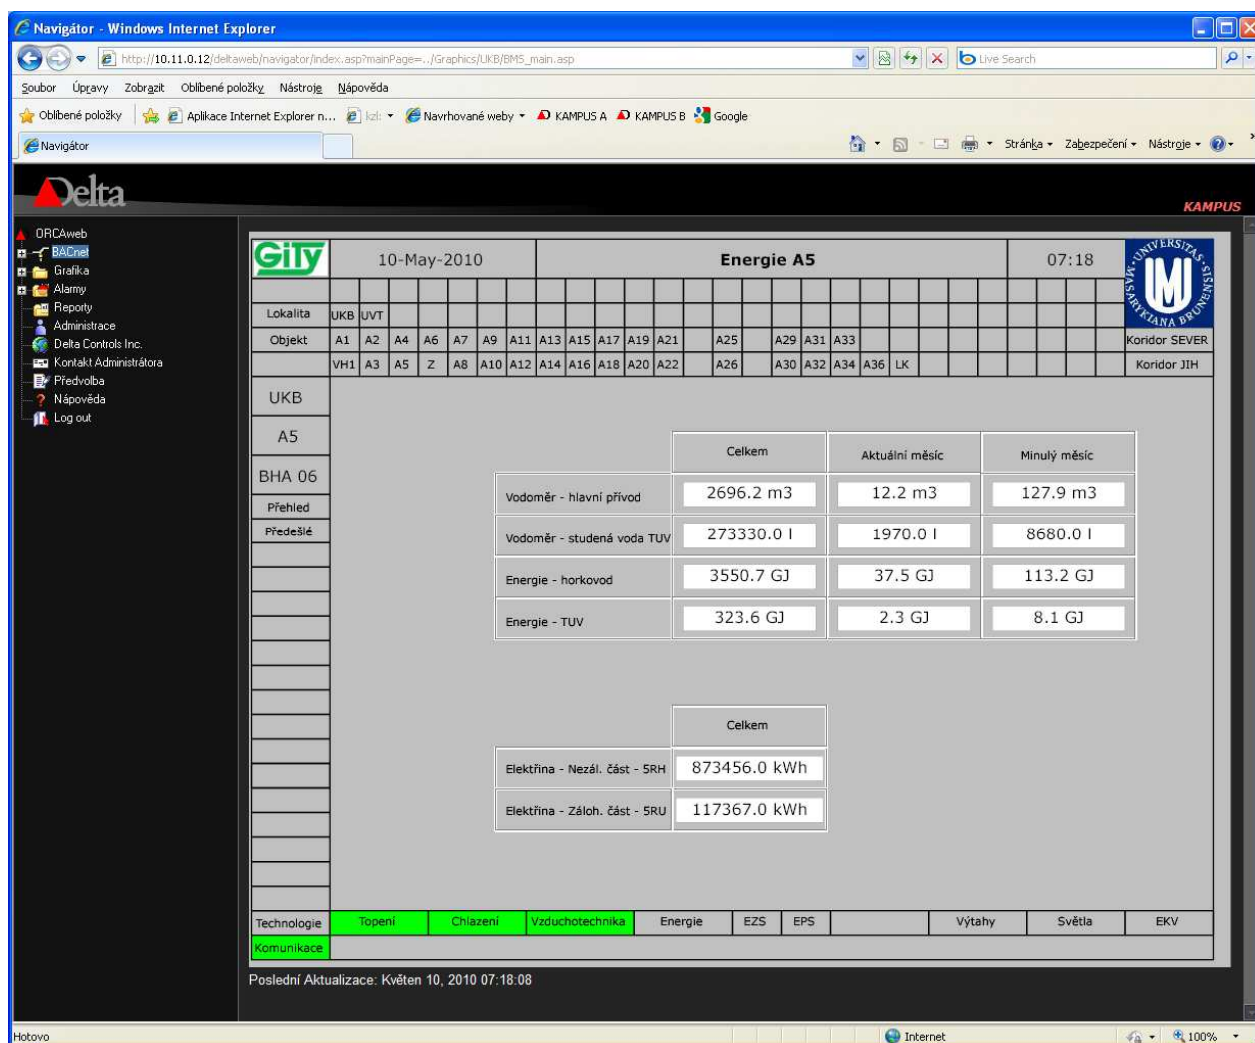 Navigátor - Windows Internet Explorer
http://10.11.0.12/deltaweb/navigator/index.asp?mainPage=../Graphics/UKB/BMS_main.asp
Live Search
Soubor Úpravy Zobrazit Oblíbené položky Nástroje Nápověda
Oblíbené položky Aplikace Internet Explorer n... kzl: Navrhované weby KAMPUS A KAMPUS B Google
Navigátor Stránka Zabezpečení Nástroje
Delta
KAMPUS
ORCAweb
BACnet
Grafika
Alarmy
Reporty
Administrace
Delta Controls Inc.
Kontakt Administrátora
Předvolba
Nápověda
Log out
GiTy 10-May-2010 Energie A5 07:18
UNIVERSITAS MASARYKIANA BRUNENSIS
Lokalita UKB UVT
Objekt A1 A2 A4 A6 A7 A9 A11 A13 A15 A17 A19 A21 A25 A29 A31 A33 Koridor SEVER
VH1 A3 A5 Z A8 A10 A12 A14 A16 A18 A20 A22 A26 A30 A32 A34 A36 LK Koridor JIH
UKB
A5
BHA 06
Přehled
Předešlé
Celkem Aktuální měsíc Minulý měsíc
Vodoměr - hlavní přívod 2696.2 m3 12.2 m3 127.9 m3
Vodoměr - studená voda TUV 273330.0 l 1970.0 l 8680.0 l
Energie - horkovod 3550.7 GJ 37.5 GJ 113.2 GJ
Energie - TUV 323.6 GJ 2.3 GJ 8.1 GJ
Celkem
Elektřina - Nezál. část - 5RH 873456.0 kWh
Elektřina - Záloh. část - 5RU 117367.0 kWh
Technologie Topení Chlazení Vzduchotechnika Energie EZS EPS Výtahy Světla EKV
Komunikace
Poslední Aktualizace: Květen 10, 2010 07:18:08
Hotovo Internet 100%